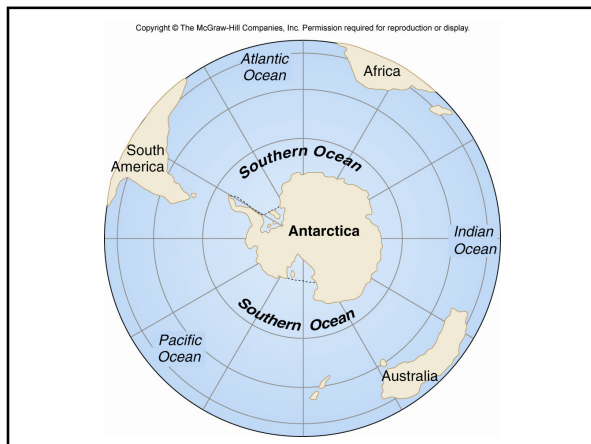 Copyright © The McGraw-Hill Companies, Inc. Permission required for reproduction or display.
Atlantic
Ocean
Africa
South
America
Southern Ocean
Antarctica
Indian
Ocean
Southern Ocean
Pacific
Ocean
Australia